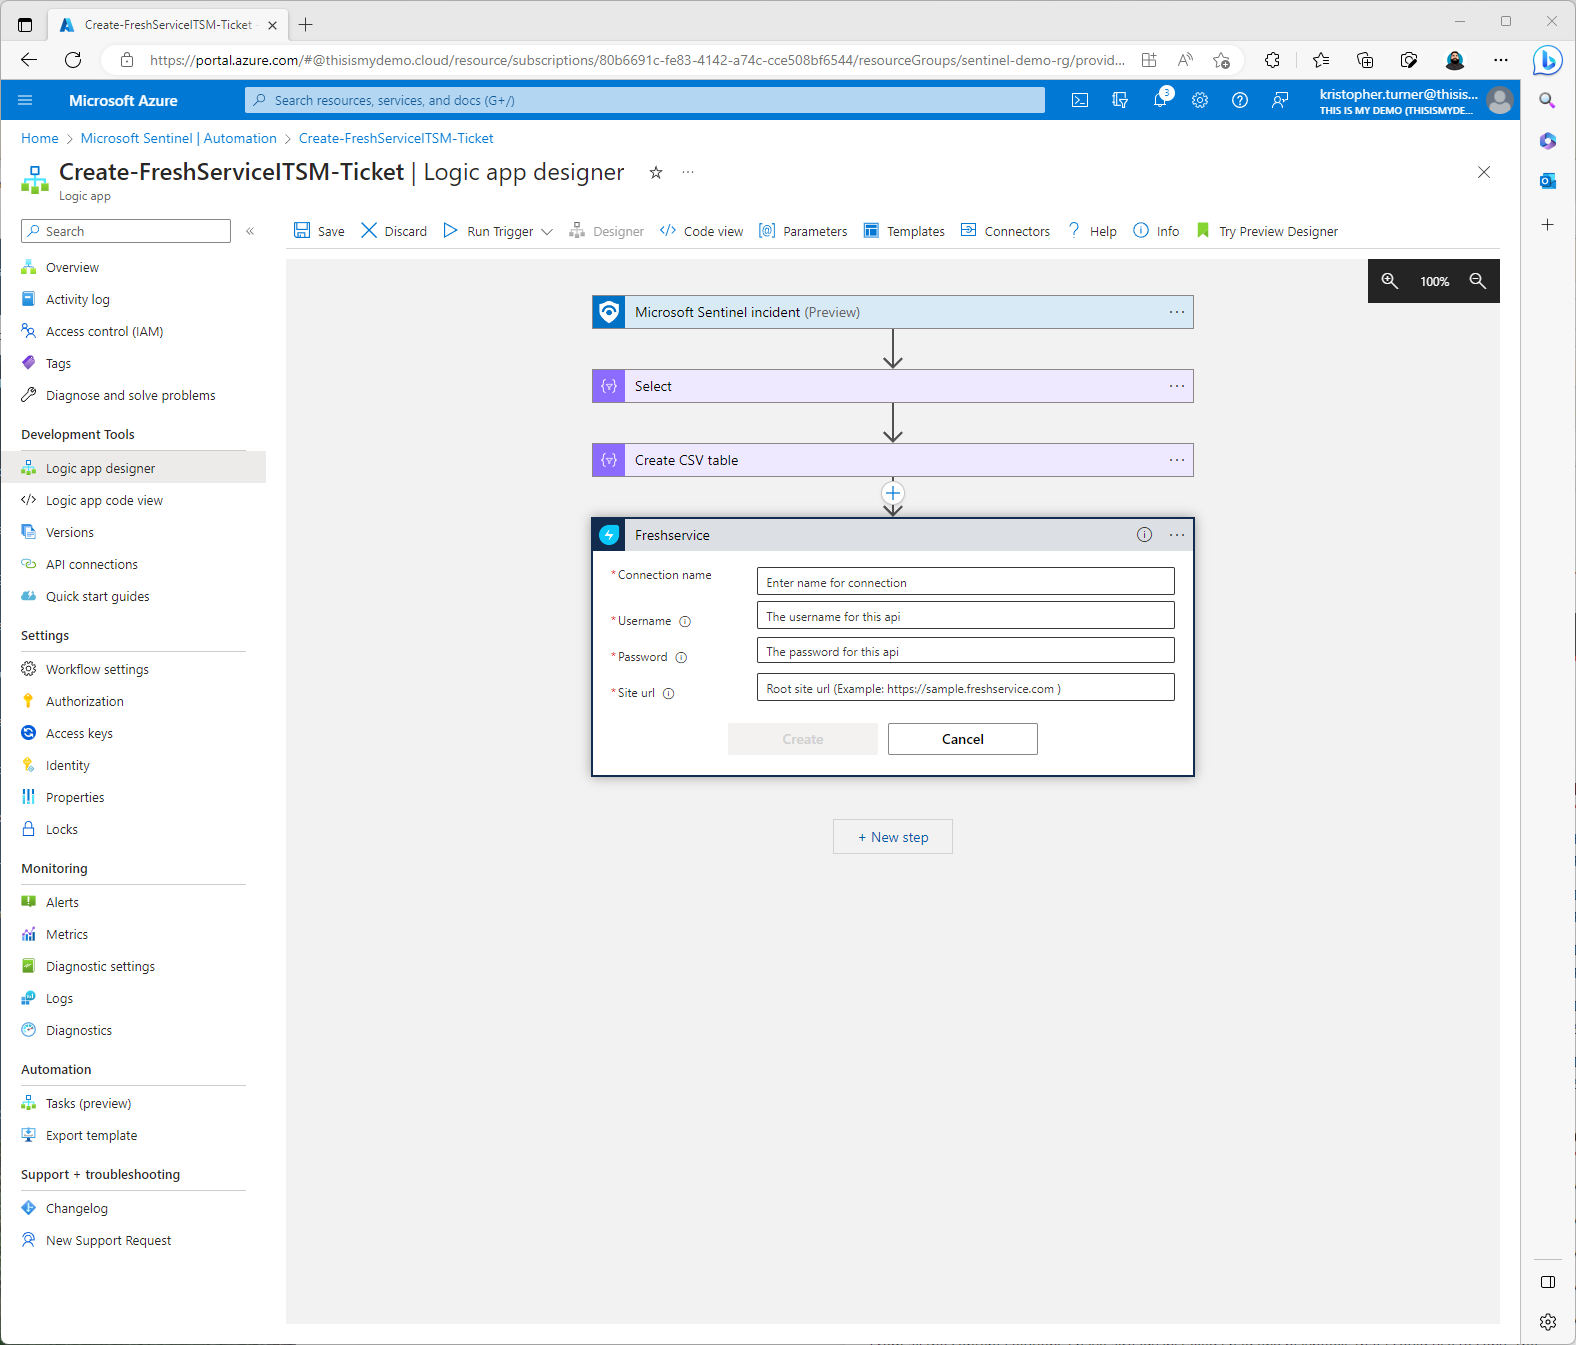 Create-FreshServiceITSM-Ticket
https://portal.azure.com/#@thisismydemo.cloud/resource/subscriptions/80b6691c-fe83-4142-a74c-cce508bf6544/resourceGroups/sentinel-demo-rg/provid...
Microsoft Azure
Search resources, services, and docs (G+/)
3
kristopher.turner@thisis...
THIS IS MY DEMO (THISISMYDE...
Home > Microsoft Sentinel | Automation > Create-FreshServiceITSM-Ticket
Create-FreshServiceITSM-Ticket | Logic app designer
Logic app
Search
Save
Discard
Run Trigger
Designer
Code view
Parameters
Templates
Connectors
Help
Info
Try Preview Designer
Overview
Activity log
Access control (IAM)
Tags
Diagnose and solve problems
Development Tools
Logic app designer
Logic app code view
Versions
API connections
Quick start guides
Settings
Workflow settings
Authorization
Access keys
Identity
Properties
Locks
Monitoring
Alerts
Metrics
Diagnostic settings
Logs
Diagnostics
Automation
Tasks (preview)
Export template
Support + troubleshooting
Changelog
New Support Request
100%
Microsoft Sentinel incident (Preview)
Select
Create CSV table
Freshservice
* Connection name
Enter name for connection
* Username
The username for this api
* Password
The password for this api
* Site url
Root site url (Example: https://sample.freshservice.com )
Create
Cancel
+ New step